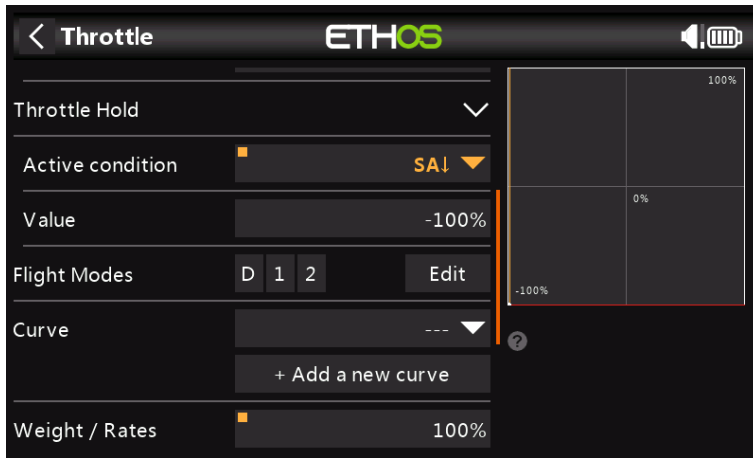 Throttle
ETHOS
Throttle Hold
Active condition SA↓
Value -100%
Flight Modes D 1 2 Edit
Curve ---
+ Add a new curve
Weight / Rates 100%
100%
0%
-100%
?